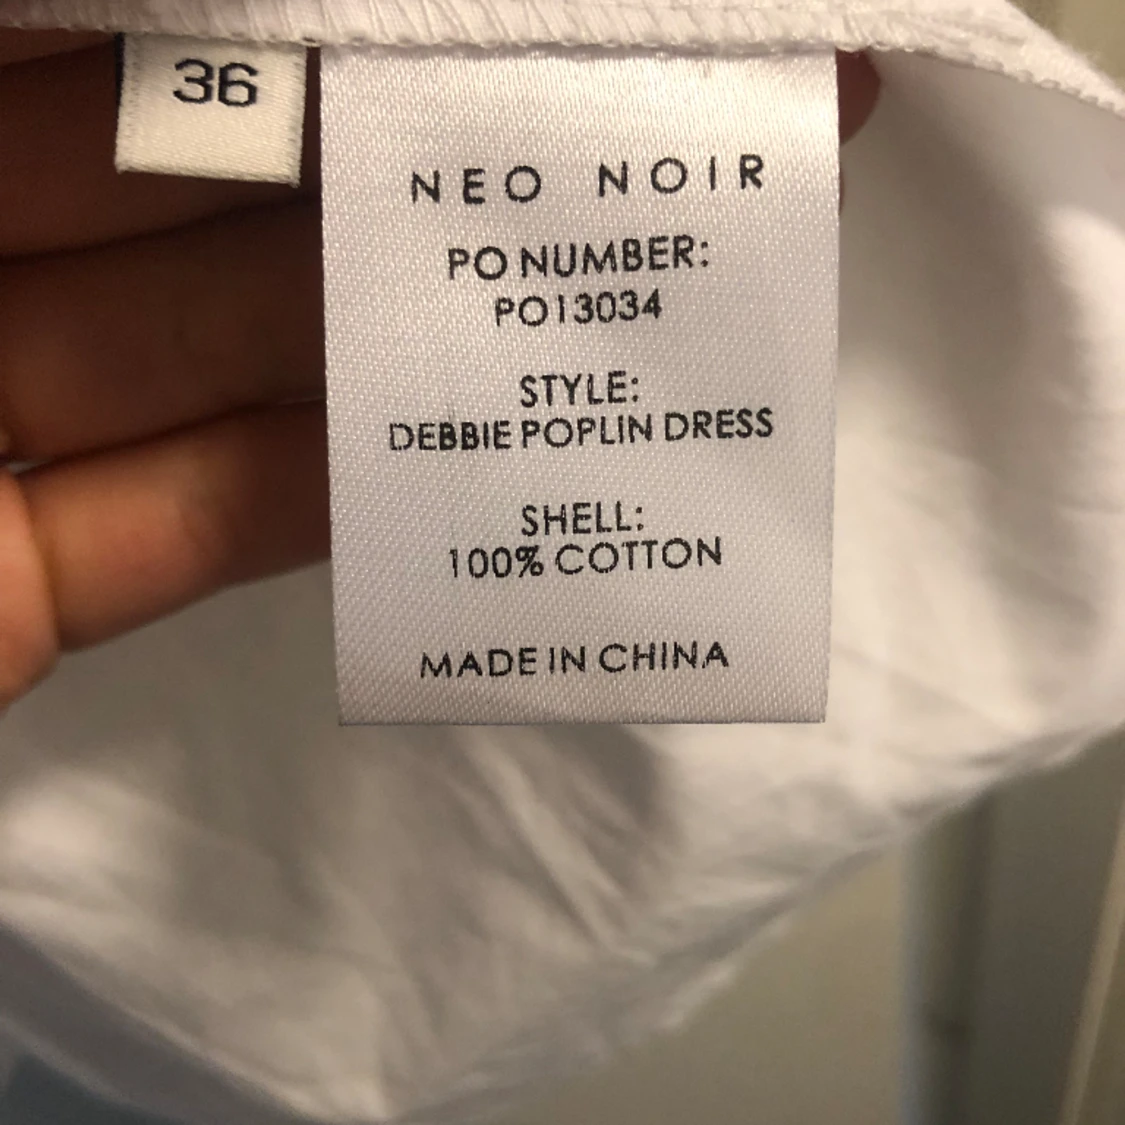 36
NEO NOIR
PO NUMBER:
PO13034
STYLE:
DEBBIE POPLIN DRESS
SHELL:
100% COTTON
MADE IN CHINA